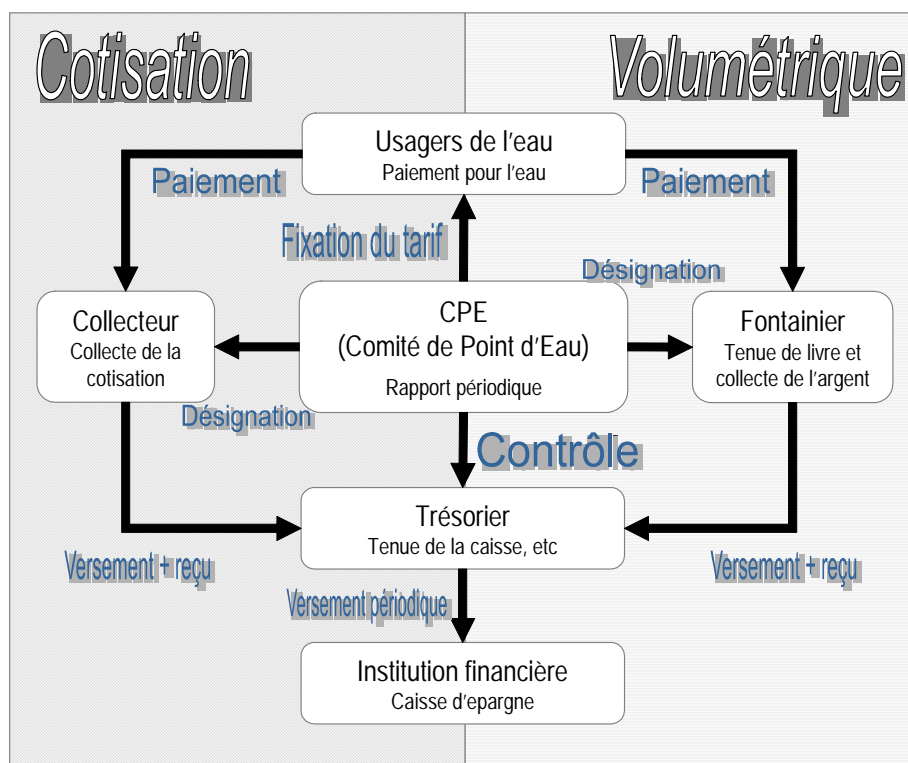 Cotisation
Volumétrique
Usagers de l'eau
Paiement pour l'eau
Paiement
Paiement
Fixation du tarif
Désignation
Collecteur
Collecte de la
cotisation
CPE
(Comité de Point d'Eau)
Rapport périodique
Fontainier
Tenue de livre et
collecte de l'argent
Désignation
Contrôle
Trésorier
Tenue de la caisse, etc
Versement + reçu
Versement + reçu
Versement périodique
Institution financière
Caisse d'epargne